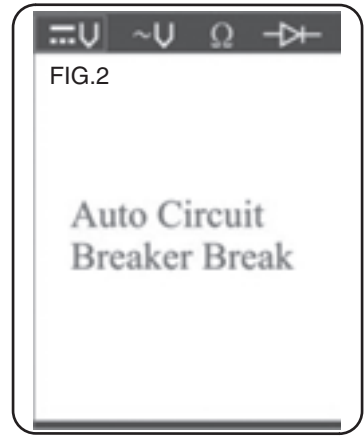 ⎓V ~V Ω
FIG.2
Auto Circuit
Breaker Break